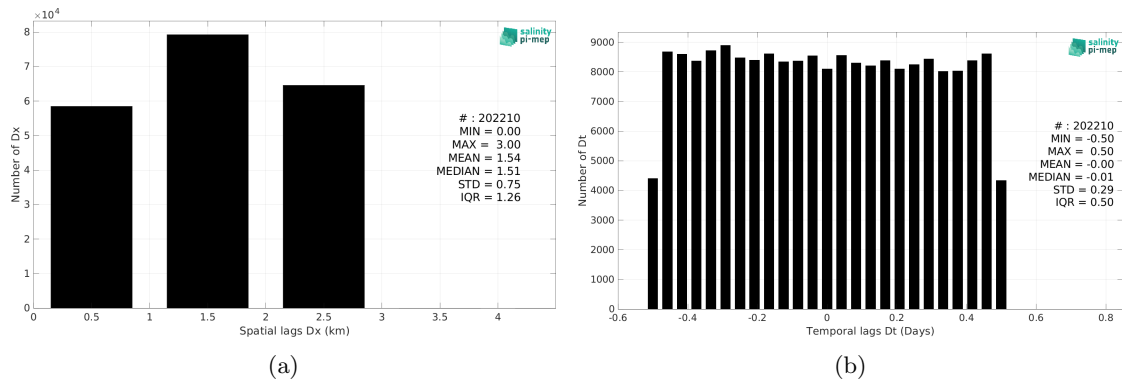 ×10⁴
8
7
6
5
4
3
2
1
0
Number of Dx
salinity
pi-mep
# : 202210
MIN = 0.00
MAX = 3.00
MEAN = 1.54
MEDIAN = 1.51
STD = 0.75
IQR = 1.26
0 0.5 1 1.5 2 2.5 3 3.5 4
Spatial lags Dx (km)
(a)
9000
8000
7000
6000
5000
4000
3000
2000
1000
0
Number of Dt
salinity
pi-mep
# : 202210
MIN = -0.50
MAX = 0.50
MEAN = -0.00
MEDIAN = -0.01
STD = 0.29
IQR = 0.50
-0.6 -0.4 -0.2 0 0.2 0.4 0.6 0.8
Temporal lags Dt (Days)
(b)